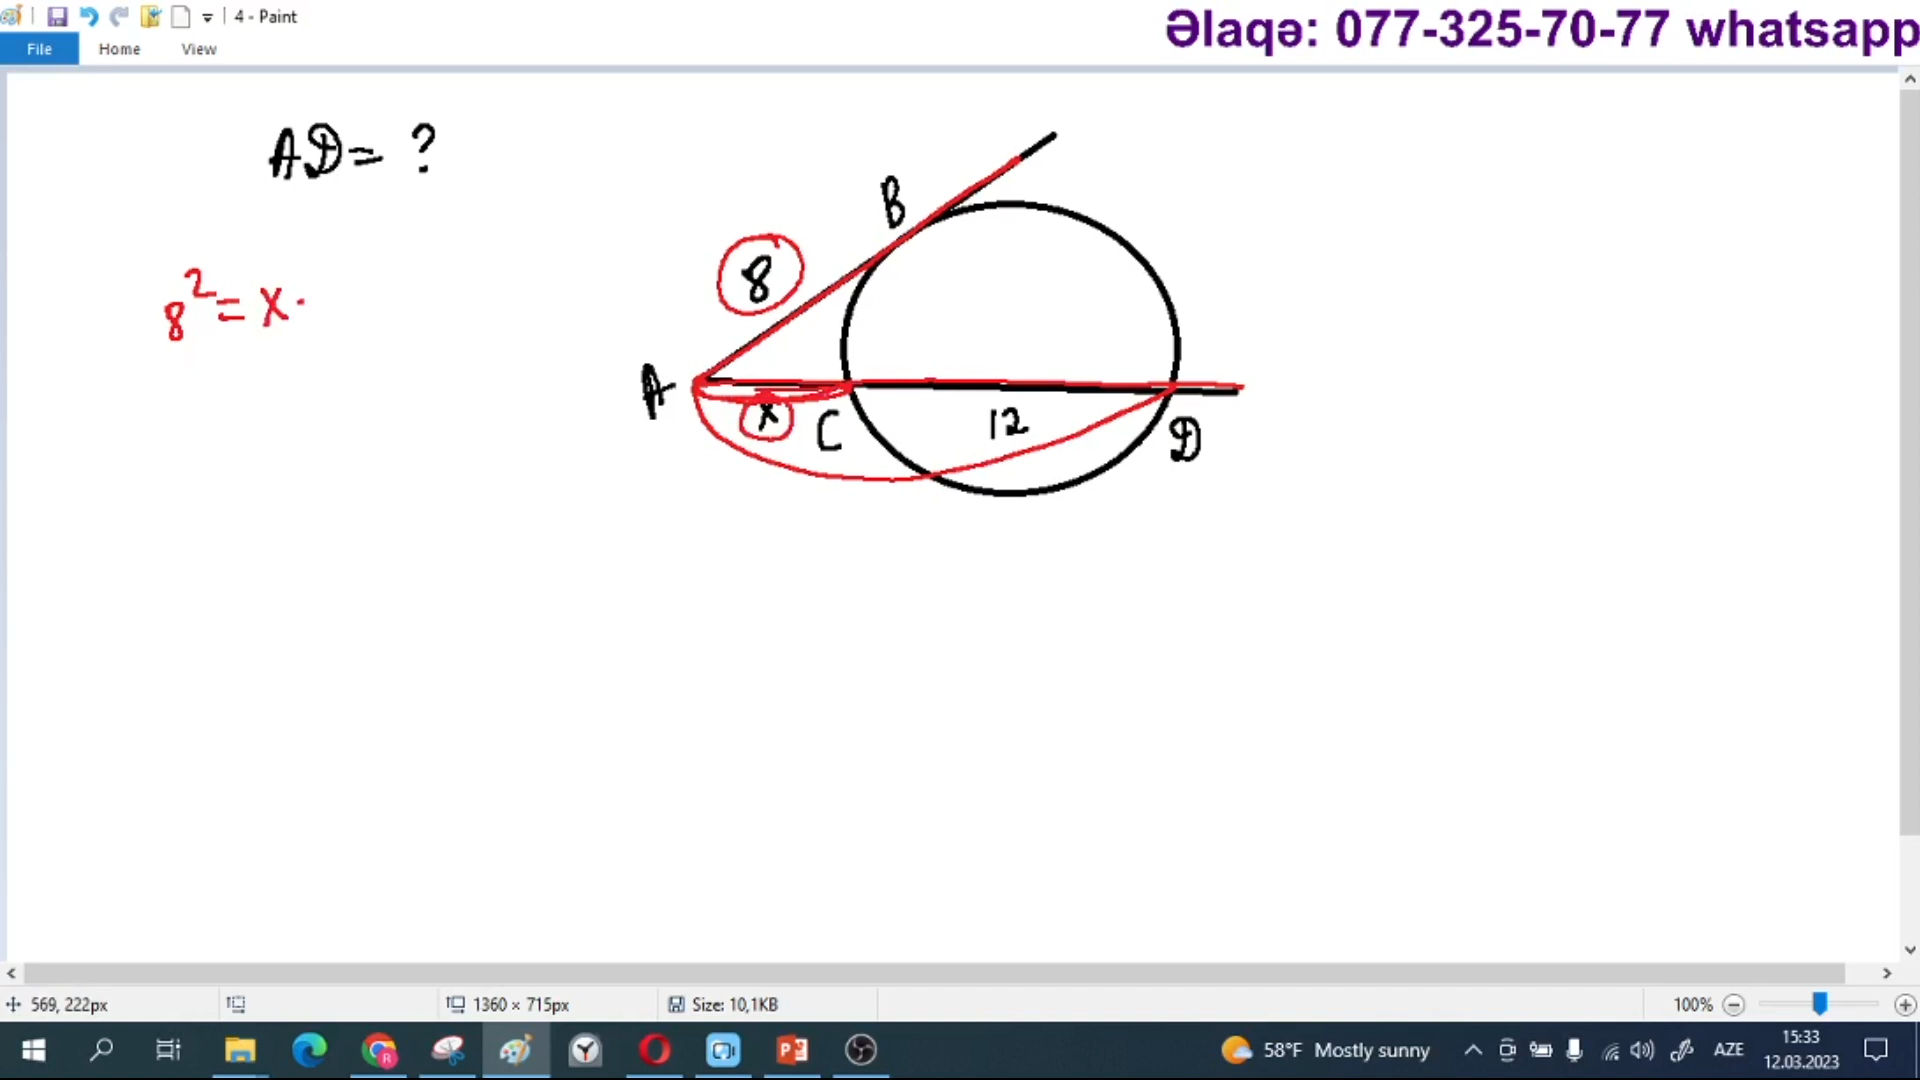 4 - Paint
Əlaqə: 077-325-70-77 whatsapp
File Home View
AD = ?
B
8
8² = x ·
A
x
C
12
D
569, 222px
1360 × 715px
Size: 10,1KB
100%
58°F Mostly sunny
AZE
15:33
12.03.2023